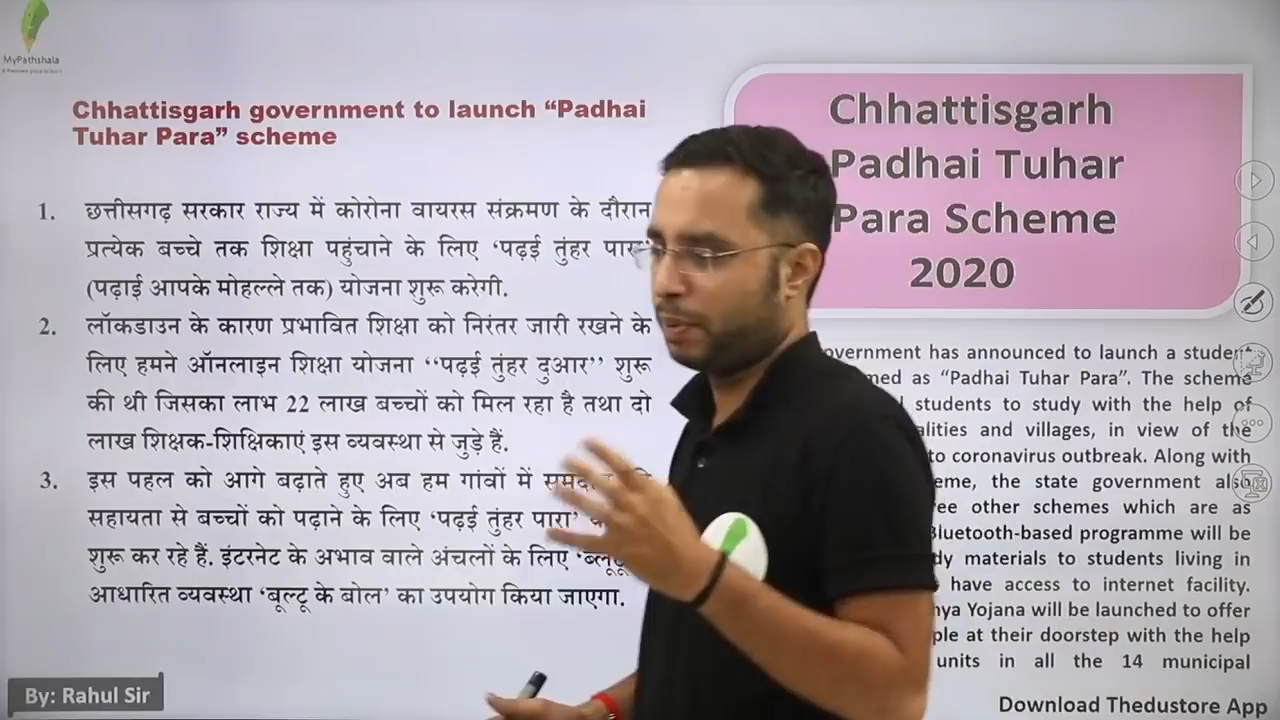 MyPathshala
Chhattisgarh government to launch “Padhai
Tuhar Para” scheme
1. छत्तीसगढ़ सरकार राज्य में कोरोना वायरस संक्रमण के दौरान
प्रत्येक बच्चे तक शिक्षा पहुंचाने के लिए ‘पढ़ई तुंहर
(पढ़ाई आपके मोहल्ले तक) योजना शुरू करेगी.
2. लॉकडाउन के कारण प्रभावित शिक्षा को निरंतर जारी रखने के
लिए हमने ऑनलाइन शिक्षा योजना ‘‘पढ़ई तुंहर दुआर’’ शुरू
की थी जिसका लाभ 22 लाख बच्चों को मिल रहा है तथा दो
लाख शिक्षक-शिक्षिकाएं इस व्यवस्था से जुड़े हैं.
3. इस पहल को आगे बढ़ाते हुए अब हम गांवों में
सहायता से बच्चों को पढ़ाने के लिए ‘पढ़ई तुंहर पारा’
शुरू कर रहे हैं. इंटरनेट के अभाव वाले अंचलों के लिए
आधारित व्यवस्था ‘बूल्टू के बोल’ का उपयोग किया जाएगा.
Chhattisgarh
Padhai Tuhar
Para Scheme
2020
has announced to launch a student
as “Padhai Tuhar Para”. The scheme
students to study with the help of
and villages, in view of the
to coronavirus outbreak. Along with
the state government also
other schemes which are as
Bluetooth-based programme will be
materials to students living in
have access to internet facility.
Yojana will be launched to offer
at their doorstep with the help
units in all the 14 municipal
By: Rahul Sir
Download Thedustore App